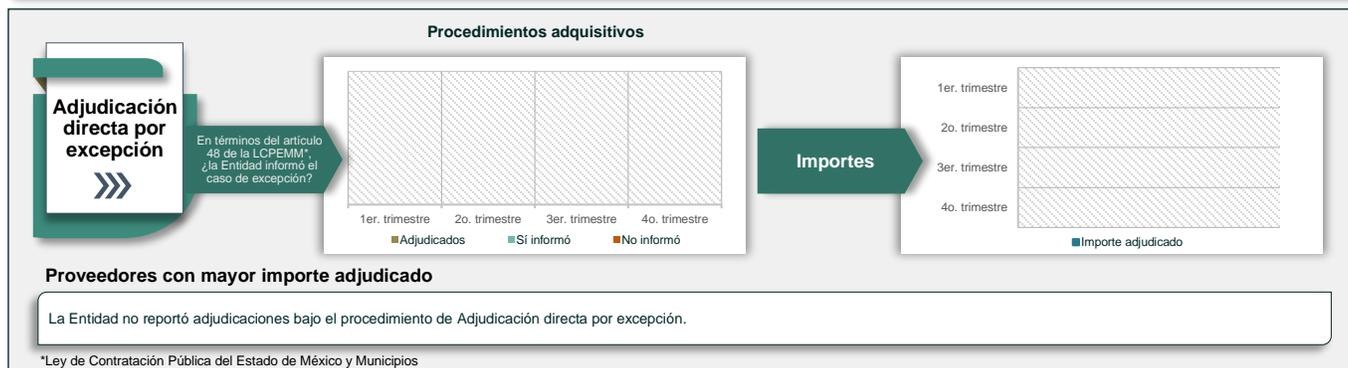 Procedimientos adquisitivos
Adjudicación
directa por
excepción
En términos del artículo
48 de la LCPEMM*,
¿la Entidad informó el
caso de excepción?
1er. trimestre 2o. trimestre 3er. trimestre 4o. trimestre
Adjudicados Sí informó No informó
Importes
1er. trimestre
2o. trimestre
3er. trimestre
4o. trimestre
Importe adjudicado
Proveedores con mayor importe adjudicado
La Entidad no reportó adjudicaciones bajo el procedimiento de Adjudicación directa por excepción.
*Ley de Contratación Pública del Estado de México y Municipios